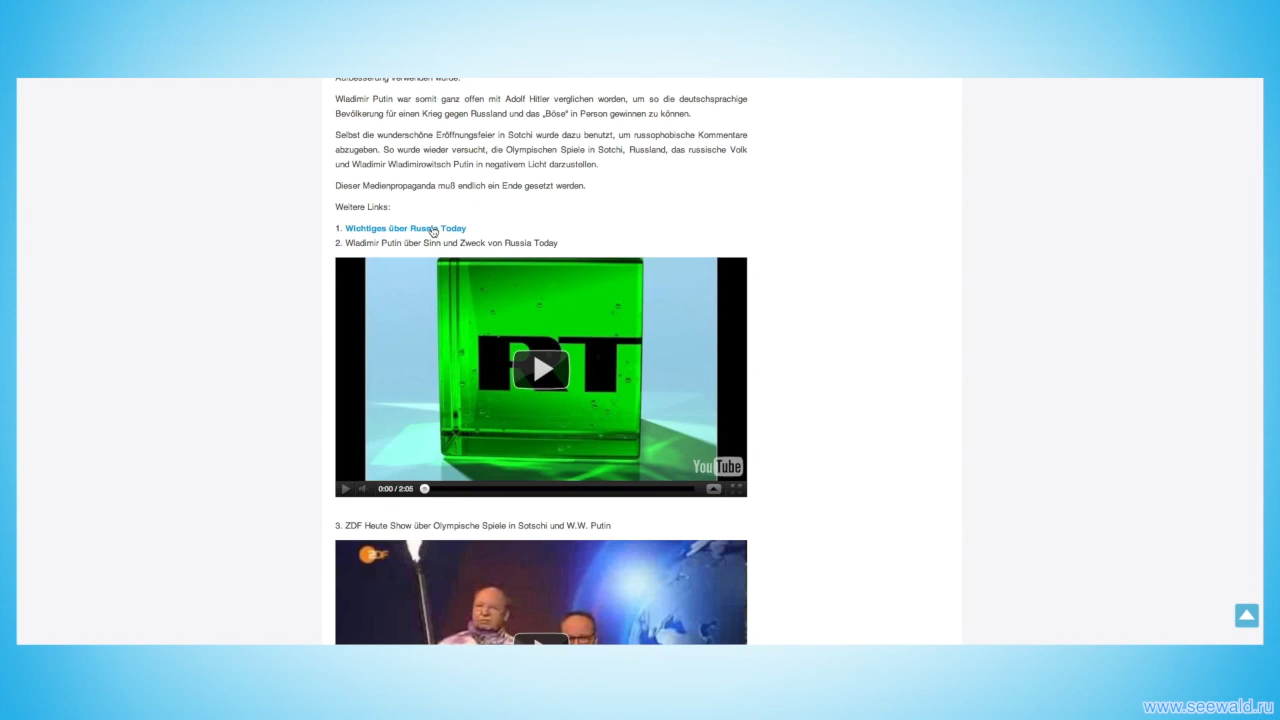 Aufbesserung verwenden würde.
Wladimir Putin war somit ganz offen mit Adolf Hitler verglichen worden, um so die deutschsprachige
Bevölkerung für einen Krieg gegen Russland und das „Böse“ in Person gewinnen zu können.
Selbst die wunderschöne Eröffnungsfeier in Sotchi wurde dazu benutzt, um russophobische Kommentare
abzugeben. So wurde wieder versucht, die Olympischen Spiele in Sotchi, Russland, das russische Volk
und Wladimir Wladimirowitsch Putin in negativem Licht darzustellen.
Dieser Medienpropaganda muß endlich ein Ende gesetzt werden.
Weitere Links:
1. Wichtiges über Russia Today
2. Wladimir Putin über Sinn und Zweck von Russia Today
RT
YouTube
0:00 / 2:05
3. ZDF Heute Show über Olympische Spiele in Sotschi und W.W. Putin
ZDF
www.seewald.ru